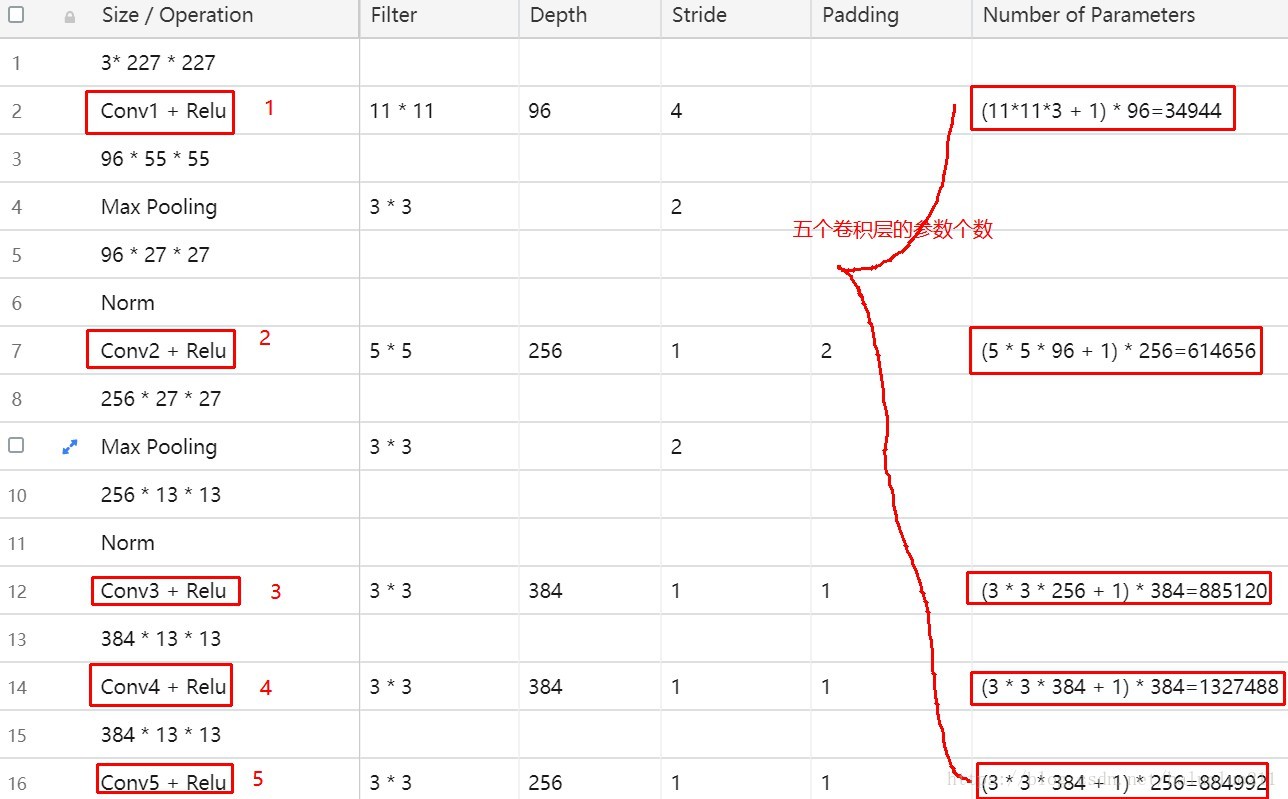 Size / Operation Filter Depth Stride Padding Number of Parameters
1 3* 227 * 227
2 Conv1 + Relu 1 11 * 11 96 4 (11*11*3 + 1) * 96=34944
3 96 * 55 * 55
4 Max Pooling 3 * 3 2
五个卷积层的参数个数
5 96 * 27 * 27
6 Norm
7 Conv2 + Relu 2 5 * 5 256 1 2 (5 * 5 * 96 + 1) * 256=614656
8 256 * 27 * 27
Max Pooling 3 * 3 2
10 256 * 13 * 13
11 Norm
12 Conv3 + Relu 3 3 * 3 384 1 1 (3 * 3 * 256 + 1) * 384=885120
13 384 * 13 * 13
14 Conv4 + Relu 4 3 * 3 384 1 1 (3 * 3 * 384 + 1) * 384=1327488
15 384 * 13 * 13
16 Conv5 + Relu 5 3 * 3 256 1 1 (3 * 3 * 384 + 1) * 256=884992